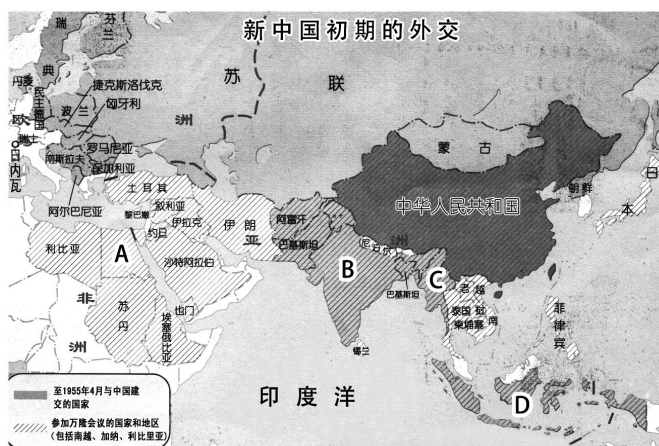 新中国初期的外交
瑞
典
芬
兰
丹麦
苏
联
捷克斯洛伐克
匈牙利
波兰
民主德国
欧
洲
瑞士
日内瓦
罗马尼亚
南斯拉夫
保加利亚
阿尔巴尼亚
土耳其
叙利亚
黎巴嫩
伊拉克
约旦
伊朗
阿富汗
巴基斯坦
亚
洲
蒙古
中华人民共和国
朝鲜
日
本
利比亚
A
沙特阿拉伯
B
尼泊尔
巴基斯坦
C
老挝
越
南
泰国
柬埔寨
菲
律
宾
非
洲
苏
丹
也门
埃塞俄比亚
锡兰
印度洋
D
至1955年4月与中国建
交的国家
参加万隆会议的国家和地区
(包括南越、加纳、利比里亚)